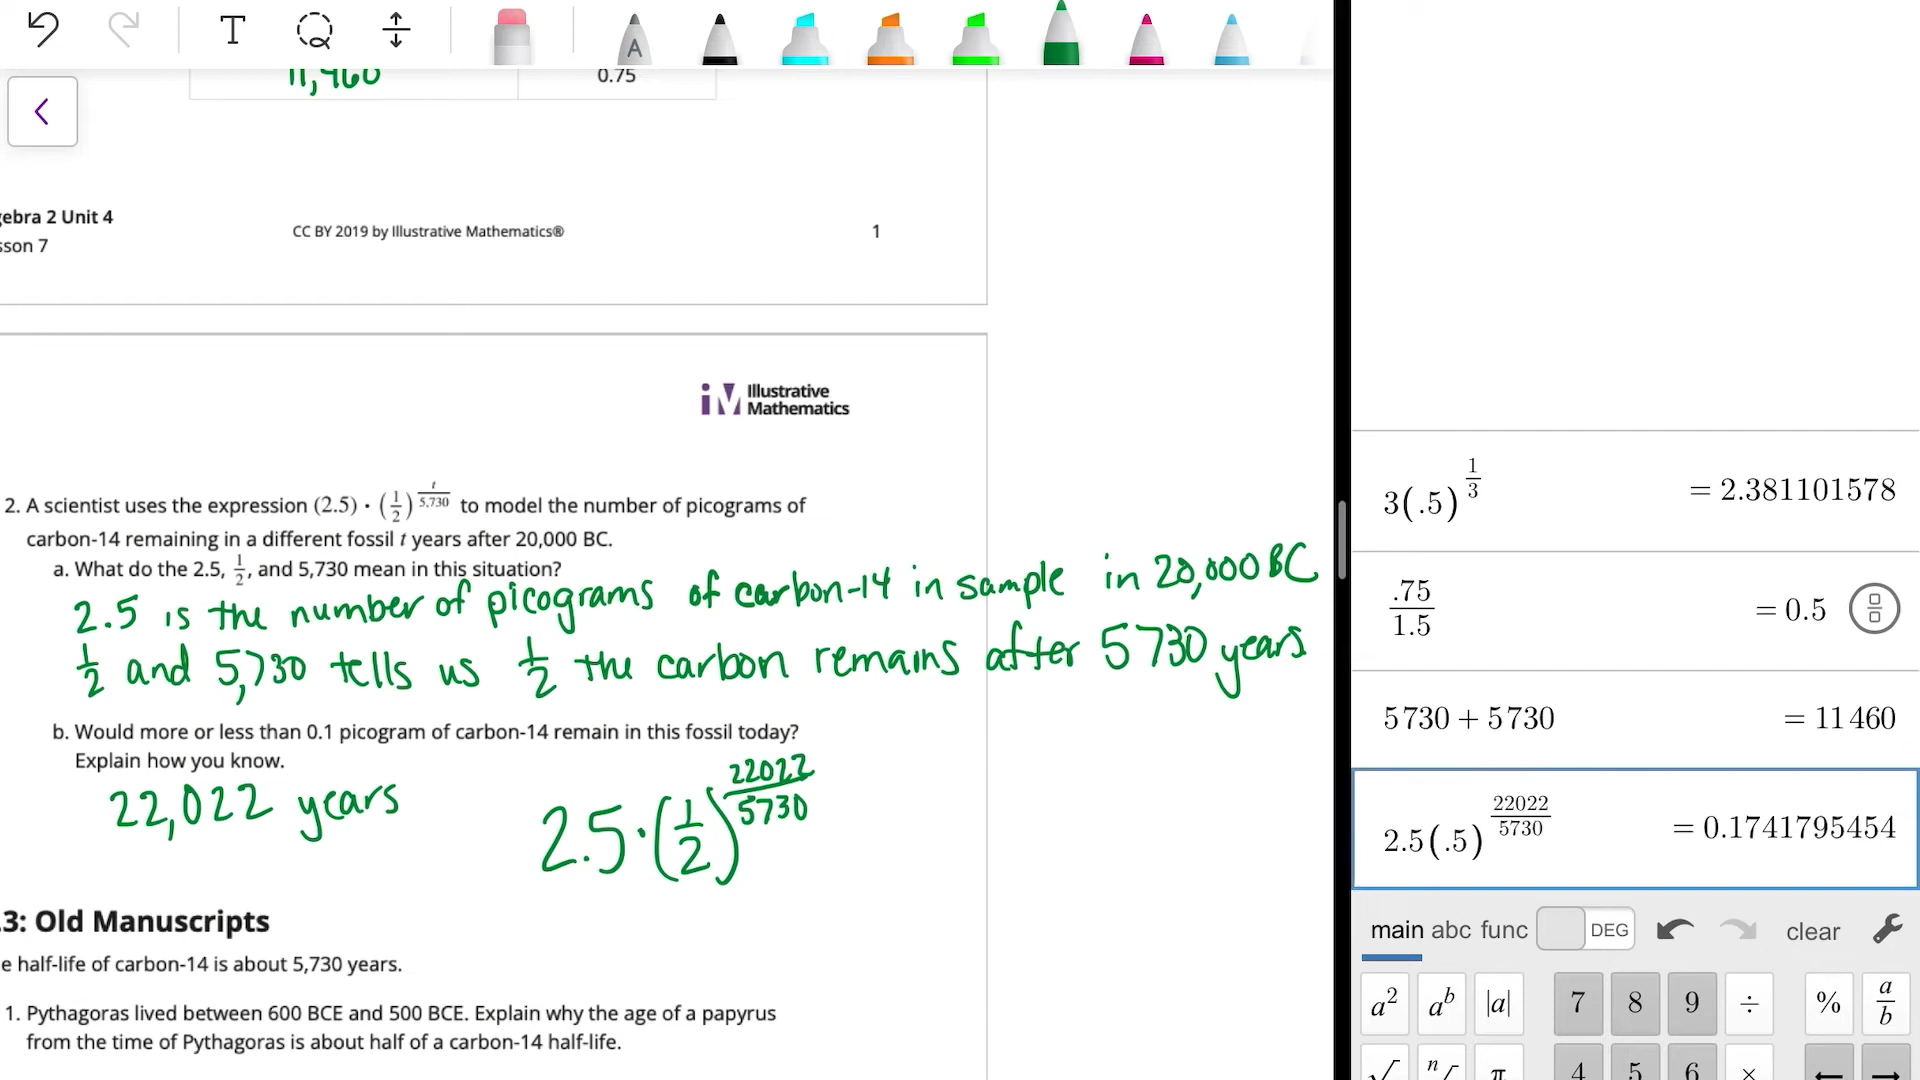 T
A
11,460 0.75
gebra 2 Unit 4
sson 7
CC BY 2019 by Illustrative Mathematics®
1
Illustrative
Mathematics
2. A scientist uses the expression (2.5) · (1/2)^(t/5,730) to model the number of picograms of
carbon-14 remaining in a different fossil t years after 20,000 BC.
a. What do the 2.5, 1/2, and 5,730 mean in this situation?
2.5 is the number of picograms of carbon-14 in sample in 20,000 BC
1/2 and 5,730 tells us 1/2 the carbon remains after 5730 years
b. Would more or less than 0.1 picogram of carbon-14 remain in this fossil today?
Explain how you know.
22,022 years
2.5·(1/2)^(22022/5730)
.3: Old Manuscripts
e half-life of carbon-14 is about 5,730 years.
1. Pythagoras lived between 600 BCE and 500 BCE. Explain why the age of a papyrus
from the time of Pythagoras is about half of a carbon-14 half-life.
3(.5)^(1/3) = 2.381101578
.75/1.5 = 0.5
5730 + 5730 = 11460
2.5(.5)^(22022/5730) = 0.1741795454
main abc func DEG clear
a² aᵇ |a| 7 8 9 ÷ % a/b
√ ⁿ√ π 4 5 6 × ← →